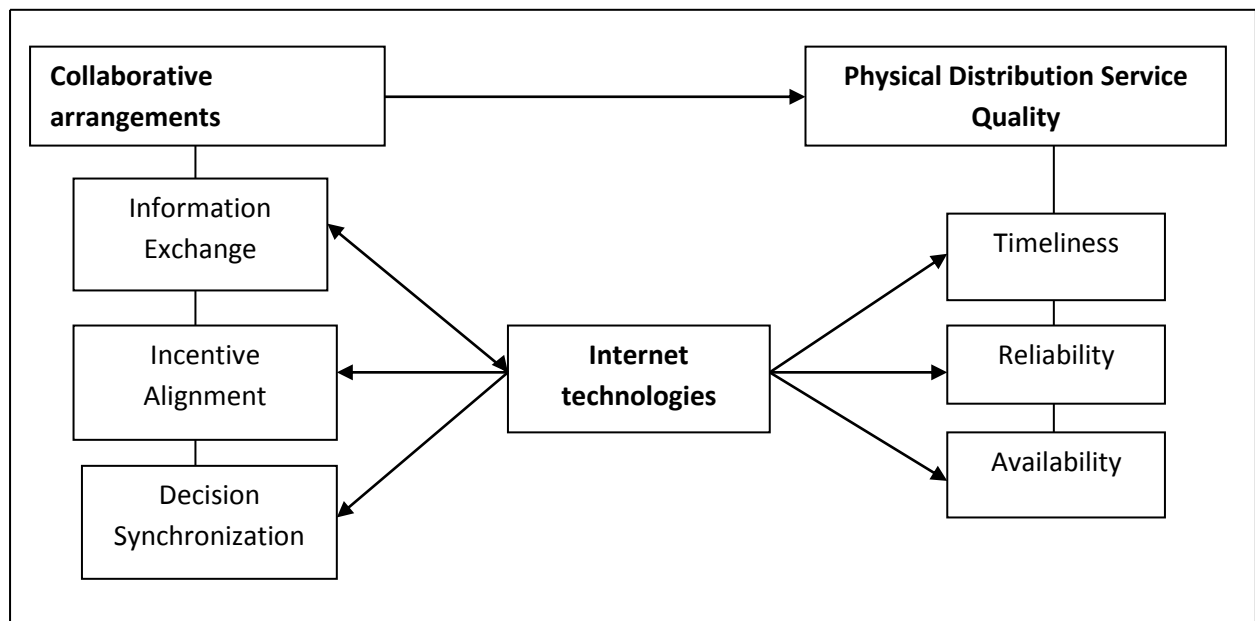 Collaborative
arrangements
Physical Distribution Service
Quality
Information
Exchange
Incentive
Alignment
Decision
Synchronization
Internet
technologies
Timeliness
Reliability
Availability